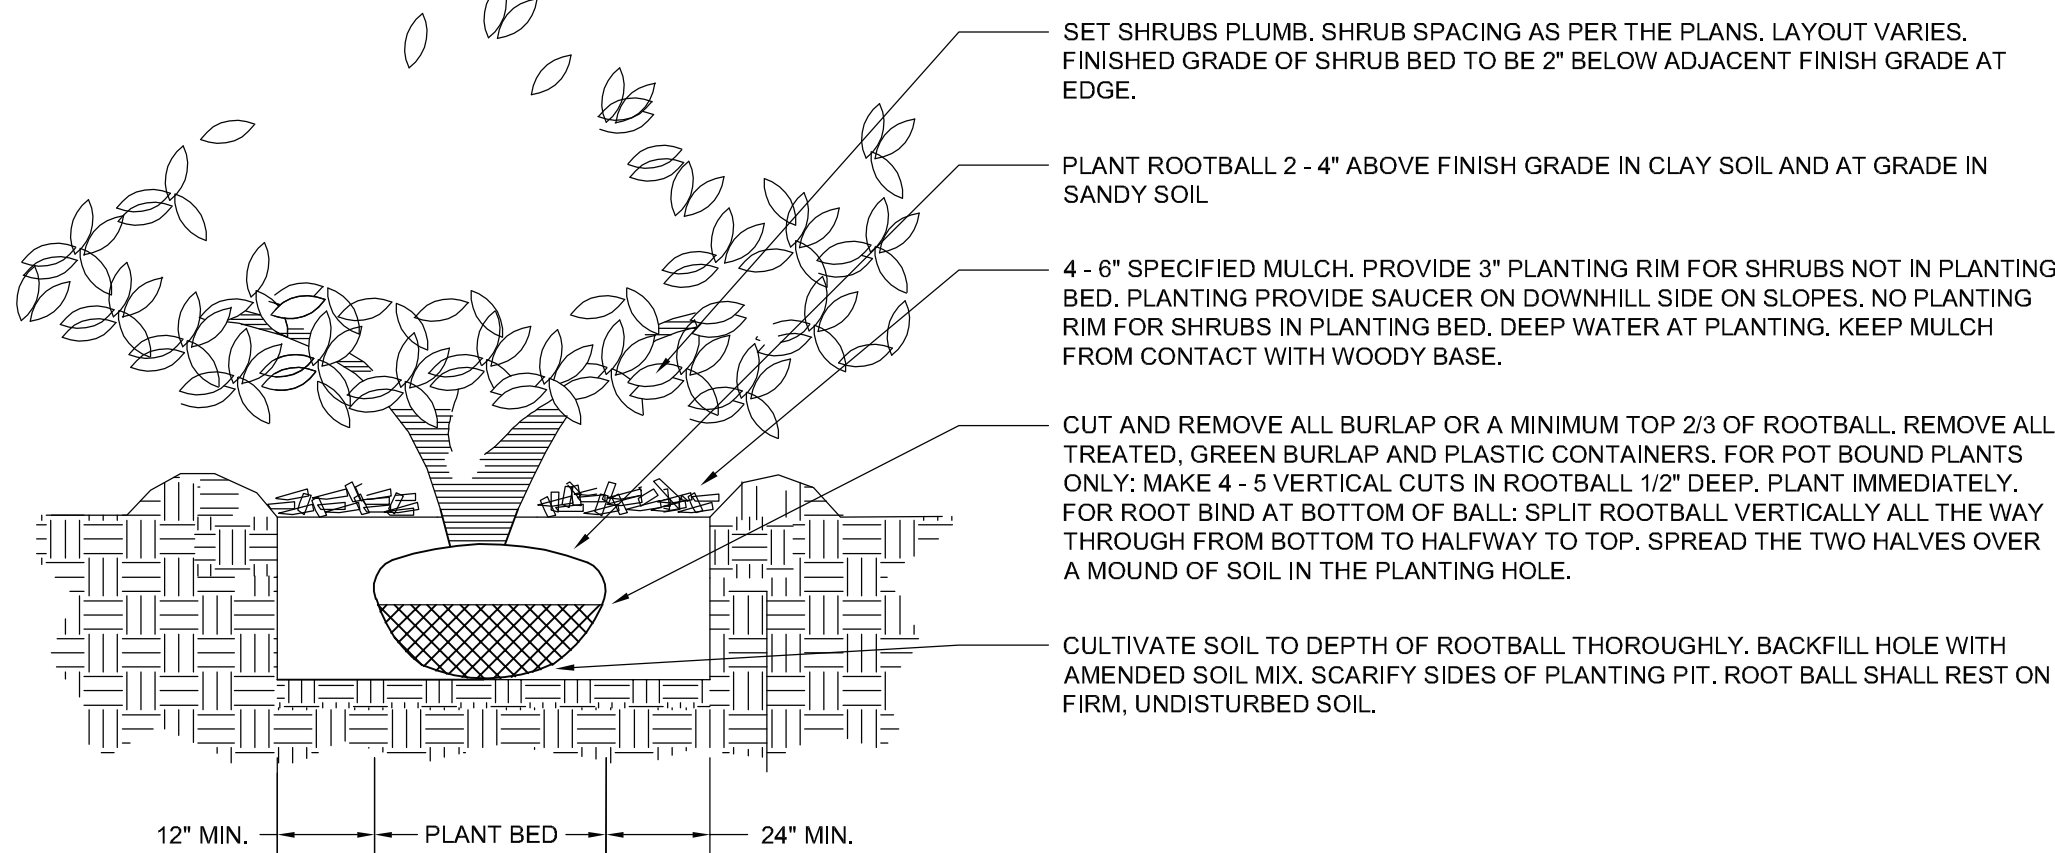 SET SHRUBS PLUMB. SHRUB SPACING AS PER THE PLANS. LAYOUT VARIES.
FINISHED GRADE OF SHRUB BED TO BE 2" BELOW ADJACENT FINISH GRADE AT
EDGE.
PLANT ROOTBALL 2 - 4" ABOVE FINISH GRADE IN CLAY SOIL AND AT GRADE IN
SANDY SOIL
4 - 6" SPECIFIED MULCH. PROVIDE 3" PLANTING RIM FOR SHRUBS NOT IN PLANTING
BED. PLANTING PROVIDE SAUCER ON DOWNHILL SIDE ON SLOPES. NO PLANTING
RIM FOR SHRUBS IN PLANTING BED. DEEP WATER AT PLANTING. KEEP MULCH
FROM CONTACT WITH WOODY BASE.
CUT AND REMOVE ALL BURLAP OR A MINIMUM TOP 2/3 OF ROOTBALL. REMOVE ALL
TREATED, GREEN BURLAP AND PLASTIC CONTAINERS. FOR POT BOUND PLANTS
ONLY: MAKE 4 - 5 VERTICAL CUTS IN ROOTBALL 1/2" DEEP. PLANT IMMEDIATELY.
FOR ROOT BIND AT BOTTOM OF BALL: SPLIT ROOTBALL VERTICALLY ALL THE WAY
THROUGH FROM BOTTOM TO HALFWAY TO TOP. SPREAD THE TWO HALVES OVER
A MOUND OF SOIL IN THE PLANTING HOLE.
CULTIVATE SOIL TO DEPTH OF ROOTBALL THOROUGHLY. BACKFILL HOLE WITH
AMENDED SOIL MIX. SCARIFY SIDES OF PLANTING PIT. ROOT BALL SHALL REST ON
FIRM, UNDISTURBED SOIL.
12" MIN. PLANT BED 24" MIN.